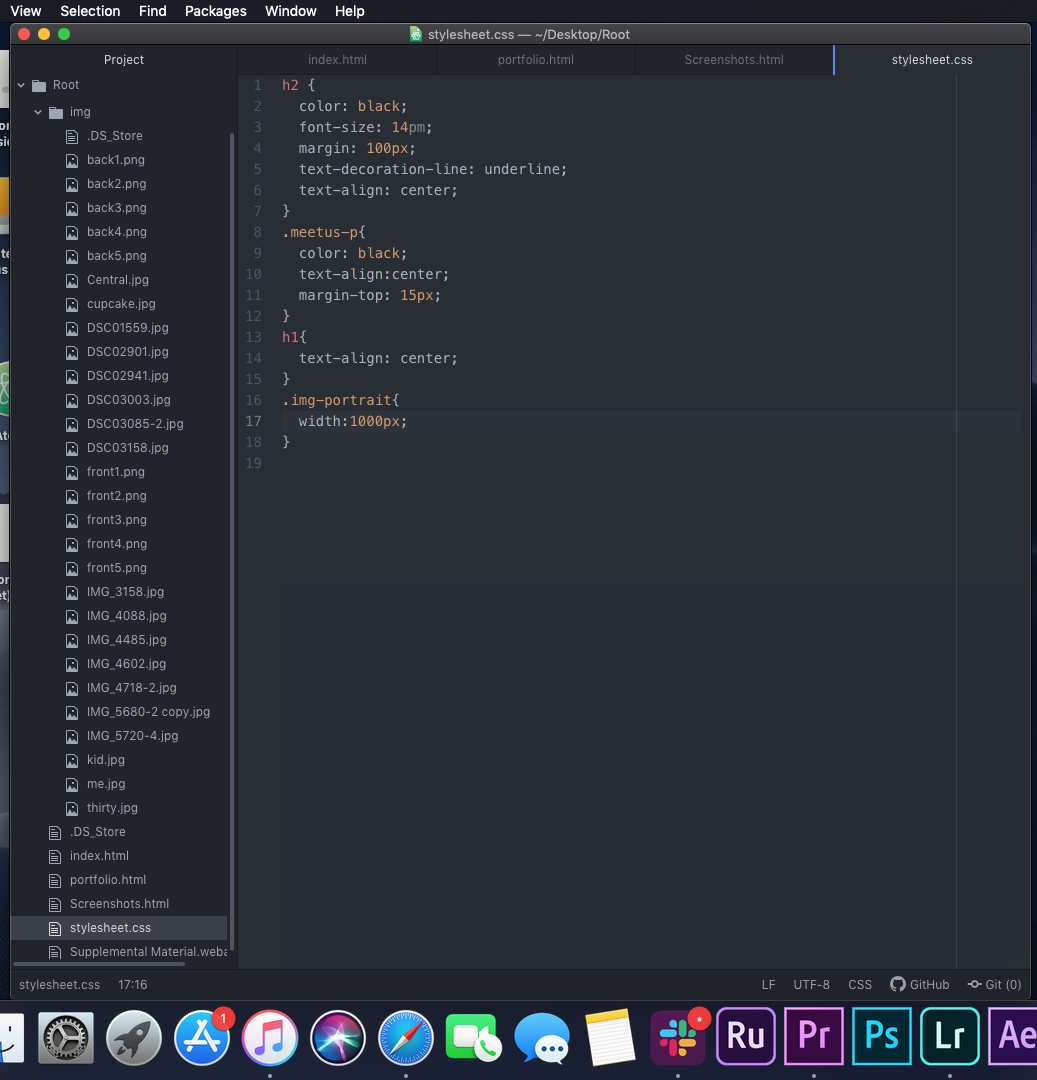 View Selection Find Packages Window Help
stylesheet.css — ~/Desktop/Root
Project
index.html
portfolio.html
Screenshots.html
stylesheet.css
Root
img
.DS_Store
back1.png
back2.png
back3.png
back4.png
back5.png
Central.jpg
cupcake.jpg
DSC01559.jpg
DSC02901.jpg
DSC02941.jpg
DSC03003.jpg
DSC03085-2.jpg
DSC03158.jpg
front1.png
front2.png
front3.png
front4.png
front5.png
IMG_3158.jpg
IMG_4088.jpg
IMG_4485.jpg
IMG_4602.jpg
IMG_4718-2.jpg
IMG_5680-2 copy.jpg
IMG_5720-4.jpg
kid.jpg
me.jpg
thirty.jpg
.DS_Store
index.html
portfolio.html
Screenshots.html
stylesheet.css
Supplemental Material.weba
1 h2 {
2 color: black;
3 font-size: 14pm;
4 margin: 100px;
5 text-decoration-line: underline;
6 text-align: center;
7 }
8 .meetus-p{
9 color: black;
10 text-align:center;
11 margin-top: 15px;
12 }
13 h1{
14 text-align: center;
15 }
16 .img-portrait{
17 width:1000px;
18 }
19
stylesheet.css 17:16
LF UTF-8 CSS GitHub Git (0)
1
Ru
Pr
Ps
Lr
Ae